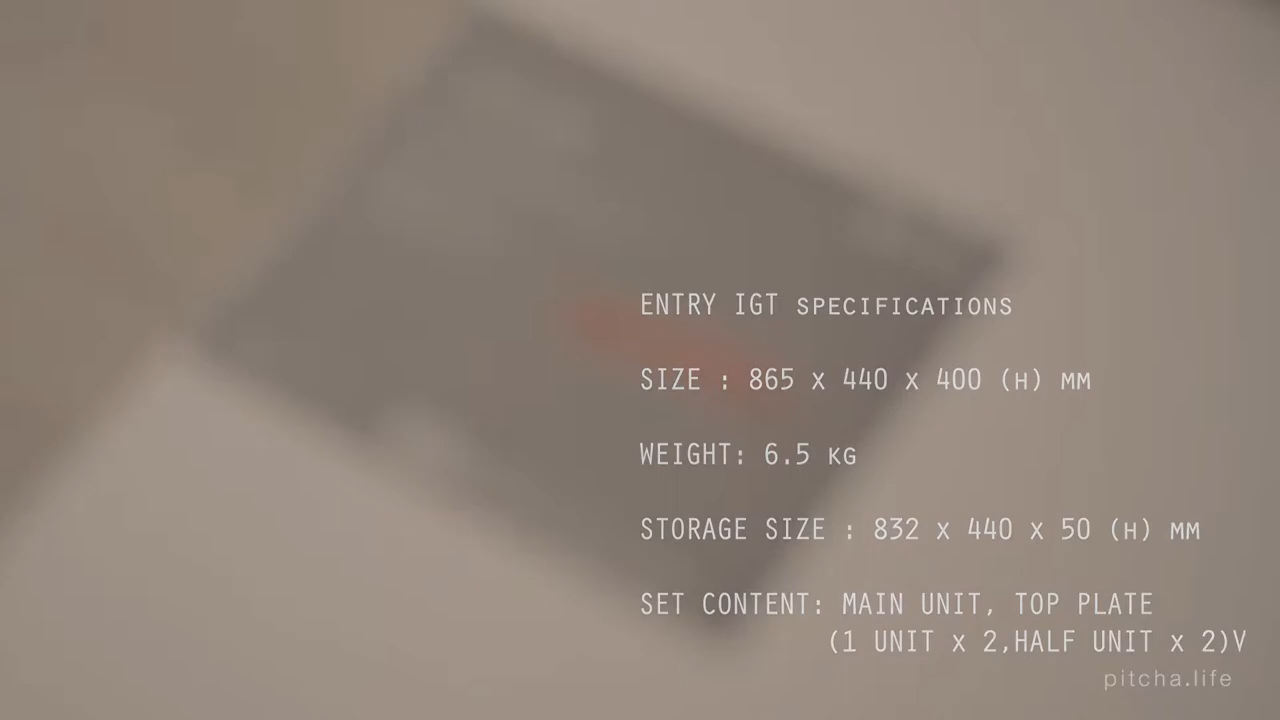 ENTRY IGT SPECIFICATIONS
SIZE : 865 x 440 x 400 (H) MM
WEIGHT: 6.5 KG
STORAGE SIZE : 832 x 440 x 50 (H) MM
SET CONTENT: MAIN UNIT, TOP PLATE
(1 UNIT x 2,HALF UNIT x 2)V
pitcha.life